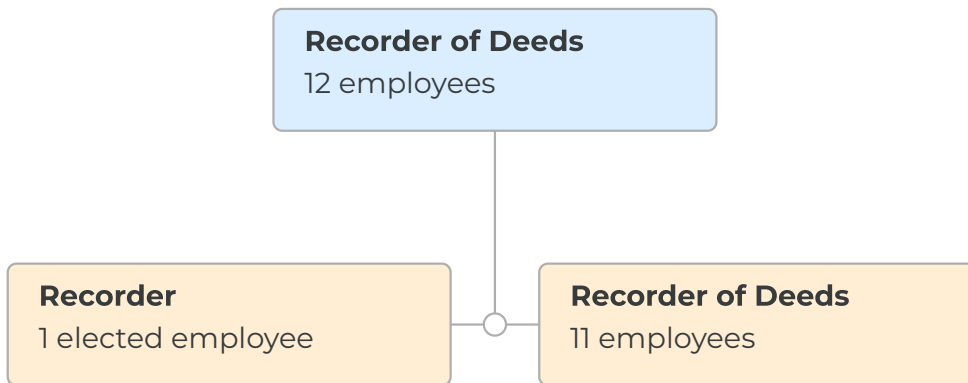 Recorder of Deeds
12 employees
Recorder
1 elected employee
Recorder of Deeds
11 employees